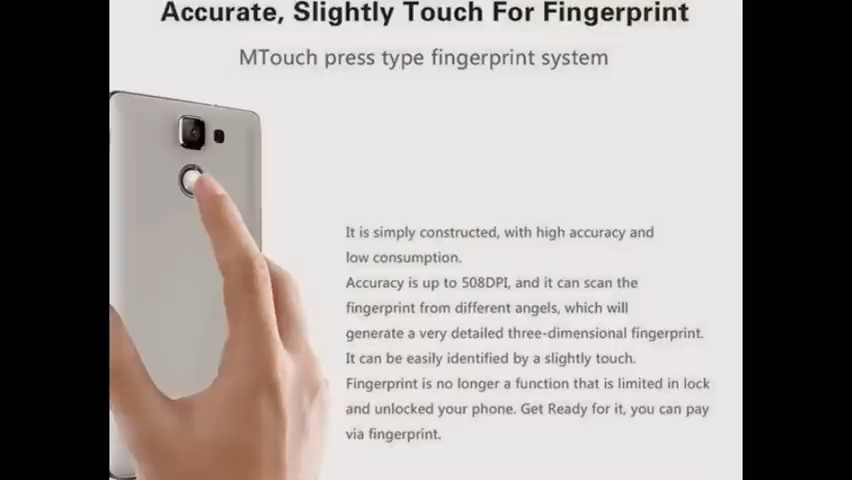 Accurate, Slightly Touch For Fingerprint
MTouch press type fingerprint system
It is simply constructed, with high accuracy and
low consumption.
Accuracy is up to 508DPI, and it can scan the
fingerprint from different angels, which will
generate a very detailed three-dimensional fingerprint.
It can be easily identified by a slightly touch.
Fingerprint is no longer a function that is limited in lock
and unlocked your phone. Get Ready for it, you can pay
via fingerprint.